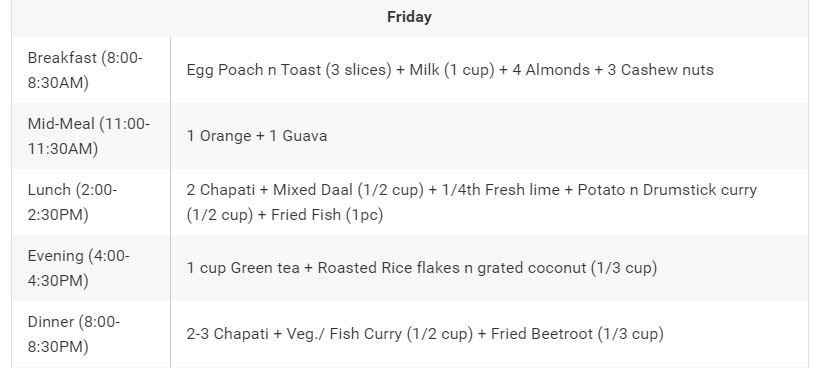 Friday
Breakfast (8:00-
8:30AM)
Egg Poach n Toast (3 slices) + Milk (1 cup) + 4 Almonds + 3 Cashew nuts
Mid-Meal (11:00-
11:30AM)
1 Orange + 1 Guava
Lunch (2:00-
2:30PM)
2 Chapati + Mixed Daal (1/2 cup) + 1/4th Fresh lime + Potato n Drumstick curry
(1/2 cup) + Fried Fish (1pc)
Evening (4:00-
4:30PM)
1 cup Green tea + Roasted Rice flakes n grated coconut (1/3 cup)
Dinner (8:00-
8:30PM)
2-3 Chapati + Veg./ Fish Curry (1/2 cup) + Fried Beetroot (1/3 cup)